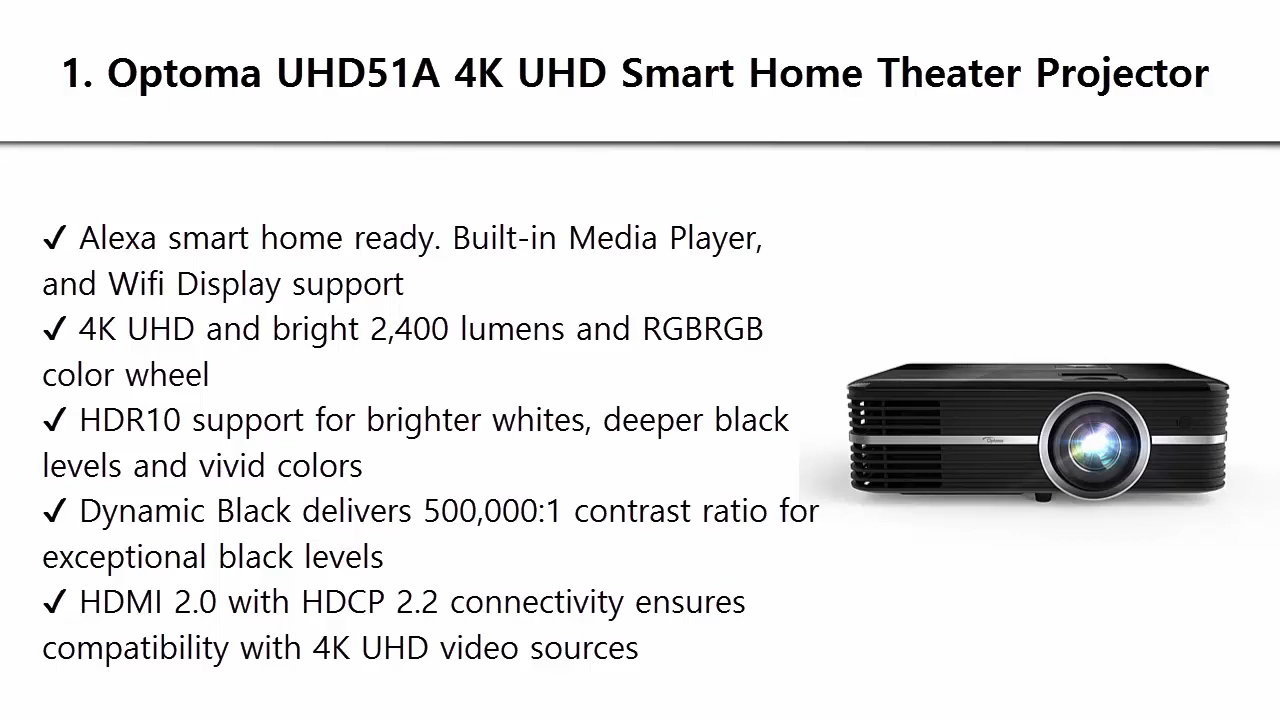 1. Optoma UHD51A 4K UHD Smart Home Theater Projector
✔ Alexa smart home ready. Built-in Media Player,
and Wifi Display support
✔ 4K UHD and bright 2,400 lumens and RGBRGB
color wheel
✔ HDR10 support for brighter whites, deeper black
levels and vivid colors
✔ Dynamic Black delivers 500,000:1 contrast ratio for
exceptional black levels
✔ HDMI 2.0 with HDCP 2.2 connectivity ensures
compatibility with 4K UHD video sources
Optoma